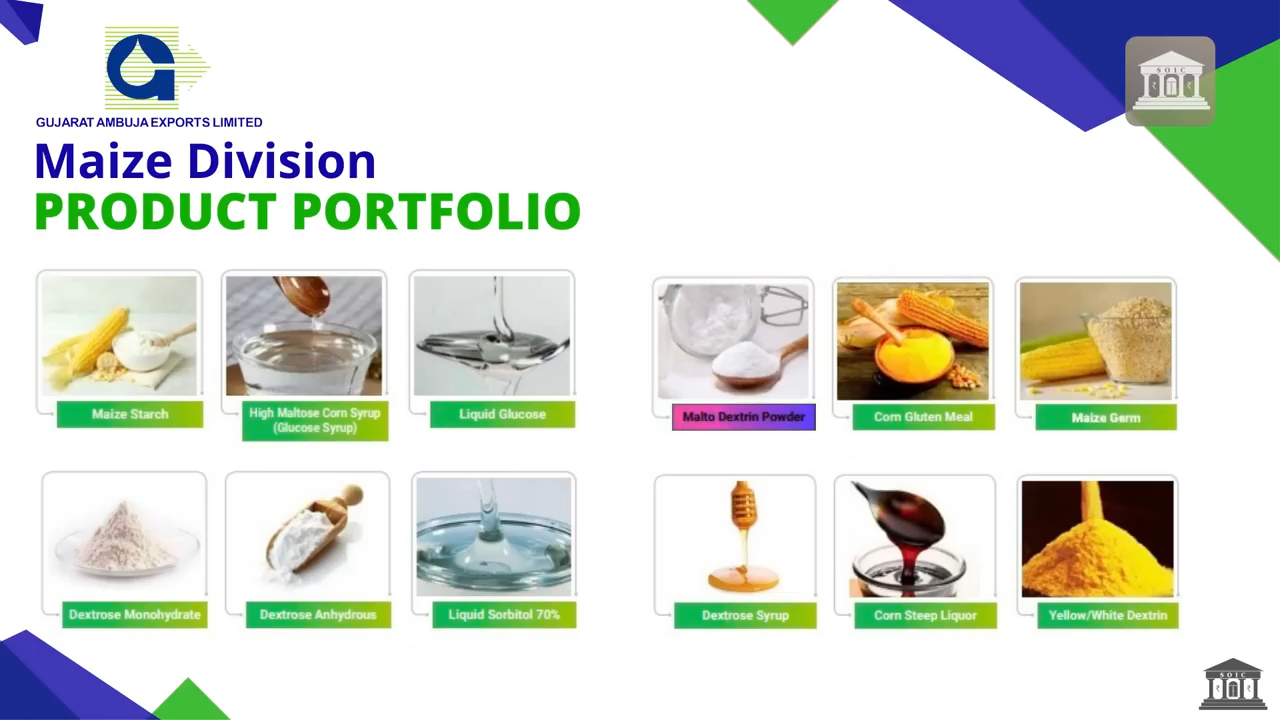 SOIC
GUJARAT AMBUJA EXPORTS LIMITED
Maize Division
PRODUCT PORTFOLIO
Maize Starch
High Maltose Corn Syrup
(Glucose Syrup)
Liquid Glucose
Malto Dextrin Powder
Corn Gluten Meal
Maize Germ
Dextrose Monohydrate
Dextrose Anhydrous
Liquid Sorbitol 70%
Dextrose Syrup
Corn Steep Liquor
Yellow/White Dextrin
SOIC